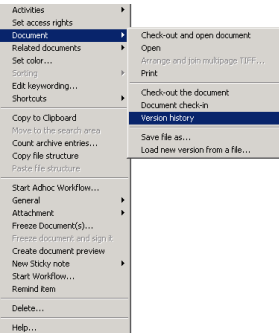 Activities
Set access rights
Document
Related documents
Set color...
Sorting
Edit keywording...
Shortcuts
Copy to Clipboard
Move to the search area
Count archive entries...
Copy file structure
Paste file structure
Start Adhoc Workflow...
General
Attachment
Freeze Document(s)...
Freeze document and sign it
Create document preview
New Sticky note
Start Workflow...
Remind item
Delete...
Help...
Check-out and open document
Open
Arrange and join multipage TIFF...
Print
Check-out the document
Document check-in
Version history
Save file as...
Load new version from a file...